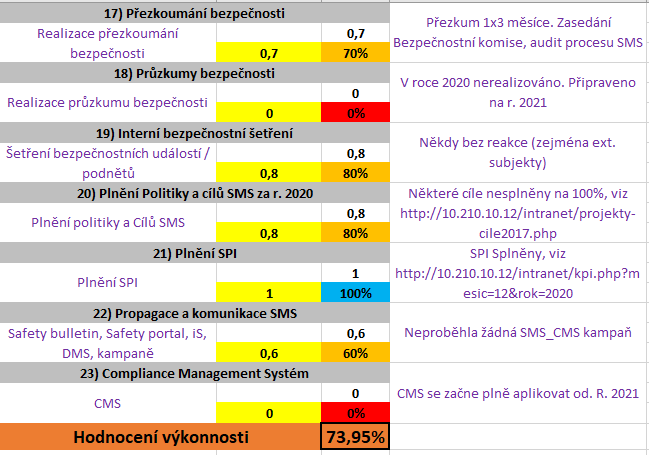 17) Přezkoumání bezpečnosti
Realizace přezkoumání bezpečnosti
0,7
0,7
70%
Přezkum 1x3 měsíce. Zasedání Bezpečnostní komise, audit procesu SMS
18) Průzkumy bezpečnosti
Realizace průzkumu bezpečnosti
0
0
0%
V roce 2020 nerealizováno. Připraveno na r. 2021
19) Interní bezpečnostní šetření
Šetření bezpečnostních událostí / podnětů
0,8
0,8
80%
Někdy bez reakce (zejména ext. subjekty)
20) Plnění Politiky a cílů SMS za r. 2020
Plnění politiky a Cílů SMS
0,8
0,8
80%
Některé cíle nesplněny na 100%, viz http://10.210.10.12/intranet/projekty-cile2017.php
21) Plnění SPI
Plnění SPI
1
1
100%
SPI Splněny, viz http://10.210.10.12/intranet/kpi.php?mesic=12&rok=2020
22) Propagace a komunikace SMS
Safety bulletin, Safety portal, iS, DMS, kampaně
0,6
0,6
60%
Neproběhla žádná SMS_CMS kampaň
23) Compliance Management Systém
CMS
0
0
0%
CMS se začne plně aplikovat od. R. 2021
Hodnocení výkonnosti
73,95%